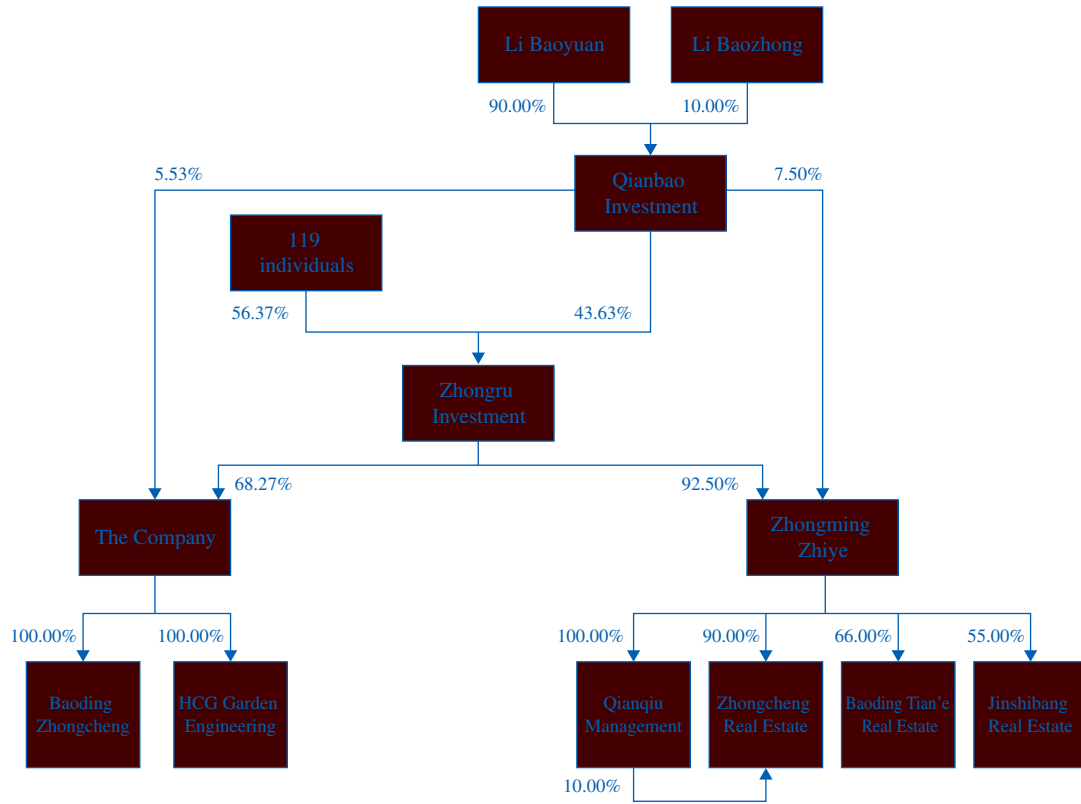 Li Baoyuan
Li Baozhong
90.00%
10.00%
5.53%
Qianbao
Investment
7.50%
119
individuals
56.37%
43.63%
Zhongru
Investment
68.27%
92.50%
The Company
Zhongming
Zhiye
100.00%
100.00%
100.00%
90.00%
66.00%
55.00%
Baoding
Zhongcheng
HCG Garden
Engineering
Qianqiu
Management
Zhongcheng
Real Estate
Baoding Tian’e
Real Estate
Jinshibang
Real Estate
10.00%